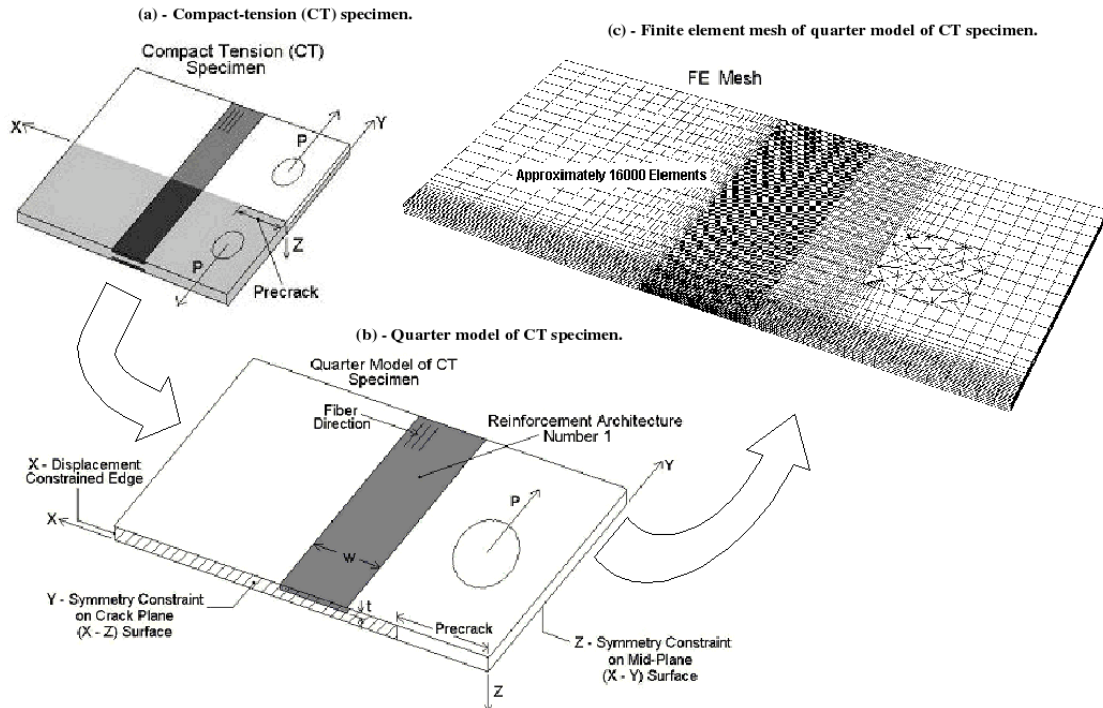 (a) - Compact-tension (CT) specimen.
Compact Tension (CT)
Specimen
X
Y
P
Z
P
Precrack
(c) - Finite element mesh of quarter model of CT specimen.
FE Mesh
Approximately 16000 Elements
(b) - Quarter model of CT specimen.
Quarter Model of CT
Specimen
Fiber
Direction
Reinforcement Architecture
Number 1
X - Displacement
Constrained Edge
X
Y
P
w
t
Y - Symmetry Constraint
on Crack Plane
(X - Z) Surface
Precrack
Z - Symmetry Constraint
on Mid-Plane
(X - Y) Surface
Z